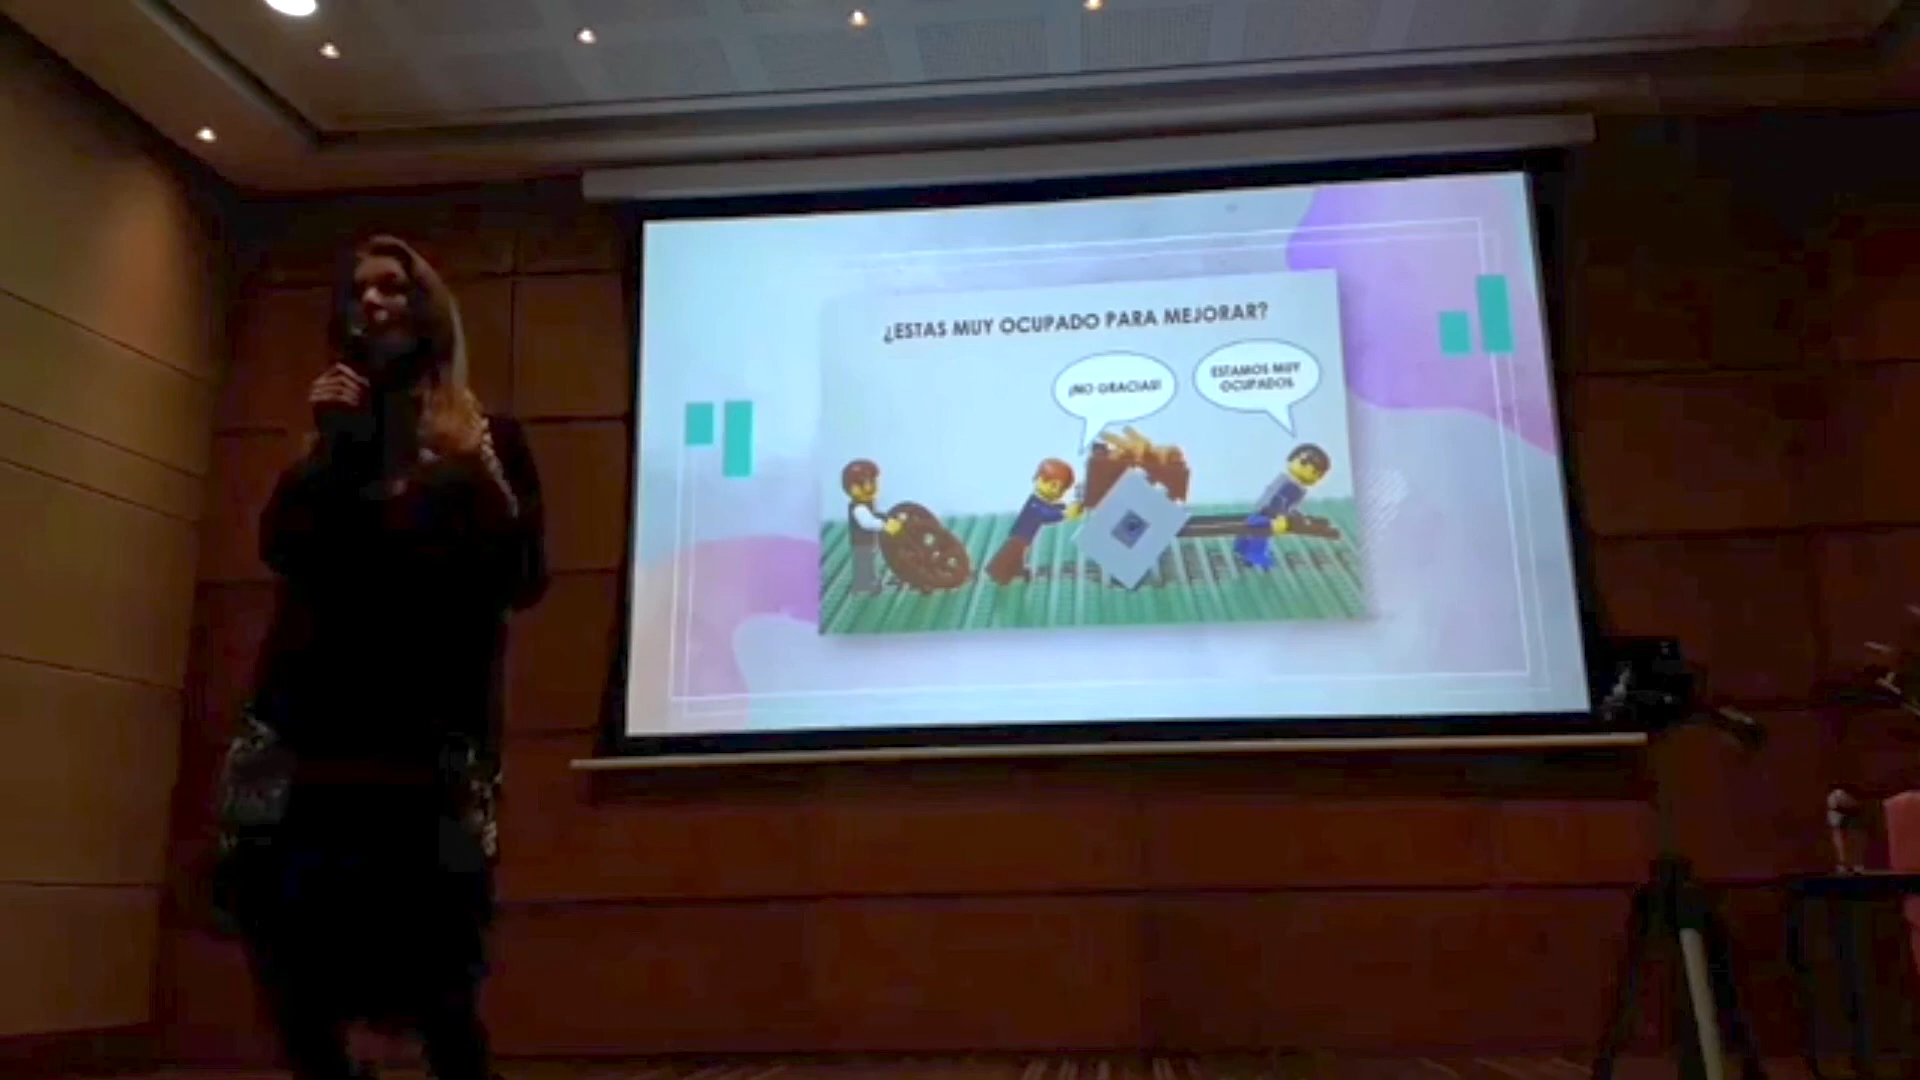 ¿ESTAS MUY OCUPADO PARA MEJORAR?
¡NO GRACIAS!
ESTAMOS MUY
OCUPADOS